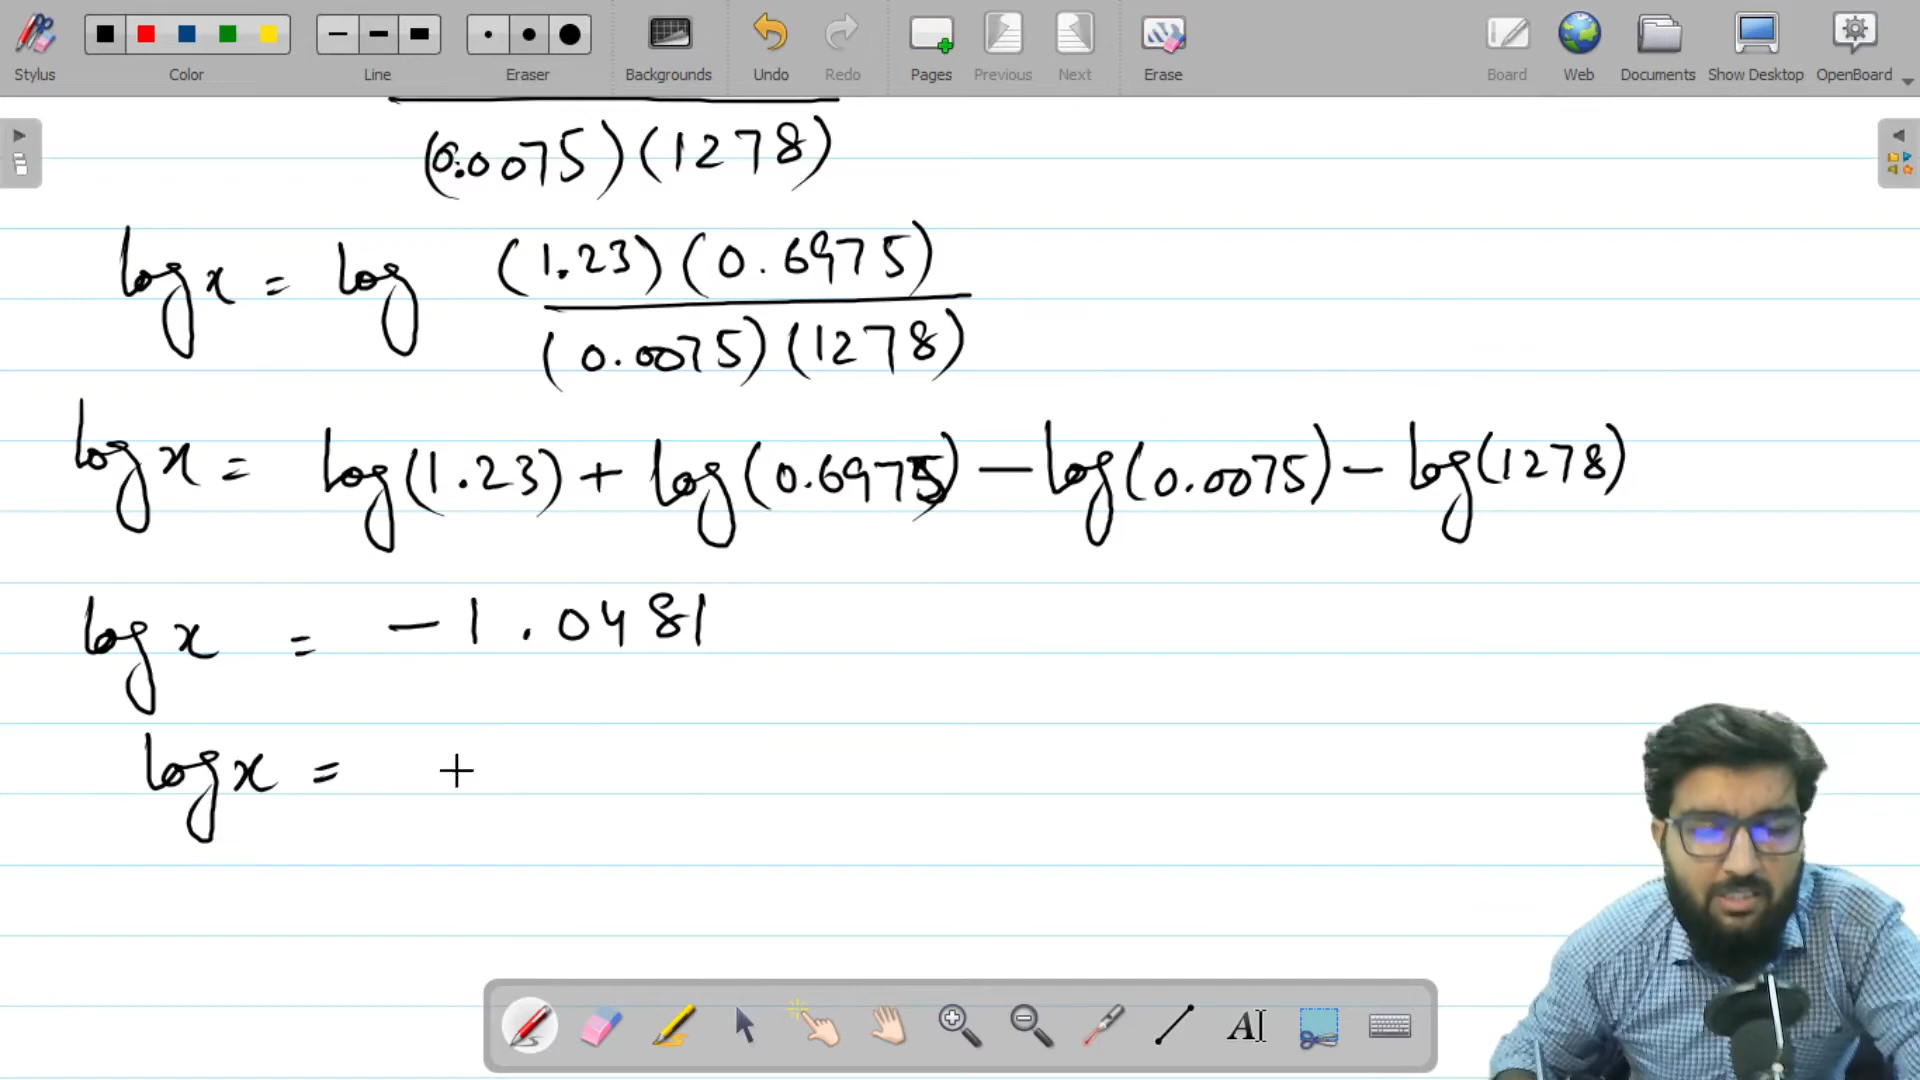 Stylus Color Line Eraser Backgrounds Undo Redo Pages Previous Next Erase Board Web Documents Show Desktop OpenBoard
(0.0075)(1278)
log x = log (1.23)(0.6975)
(0.0075)(1278)
log x = log(1.23) + log(0.6975) − log(0.0075) − log(1278)
log x = −1.0481
log x =